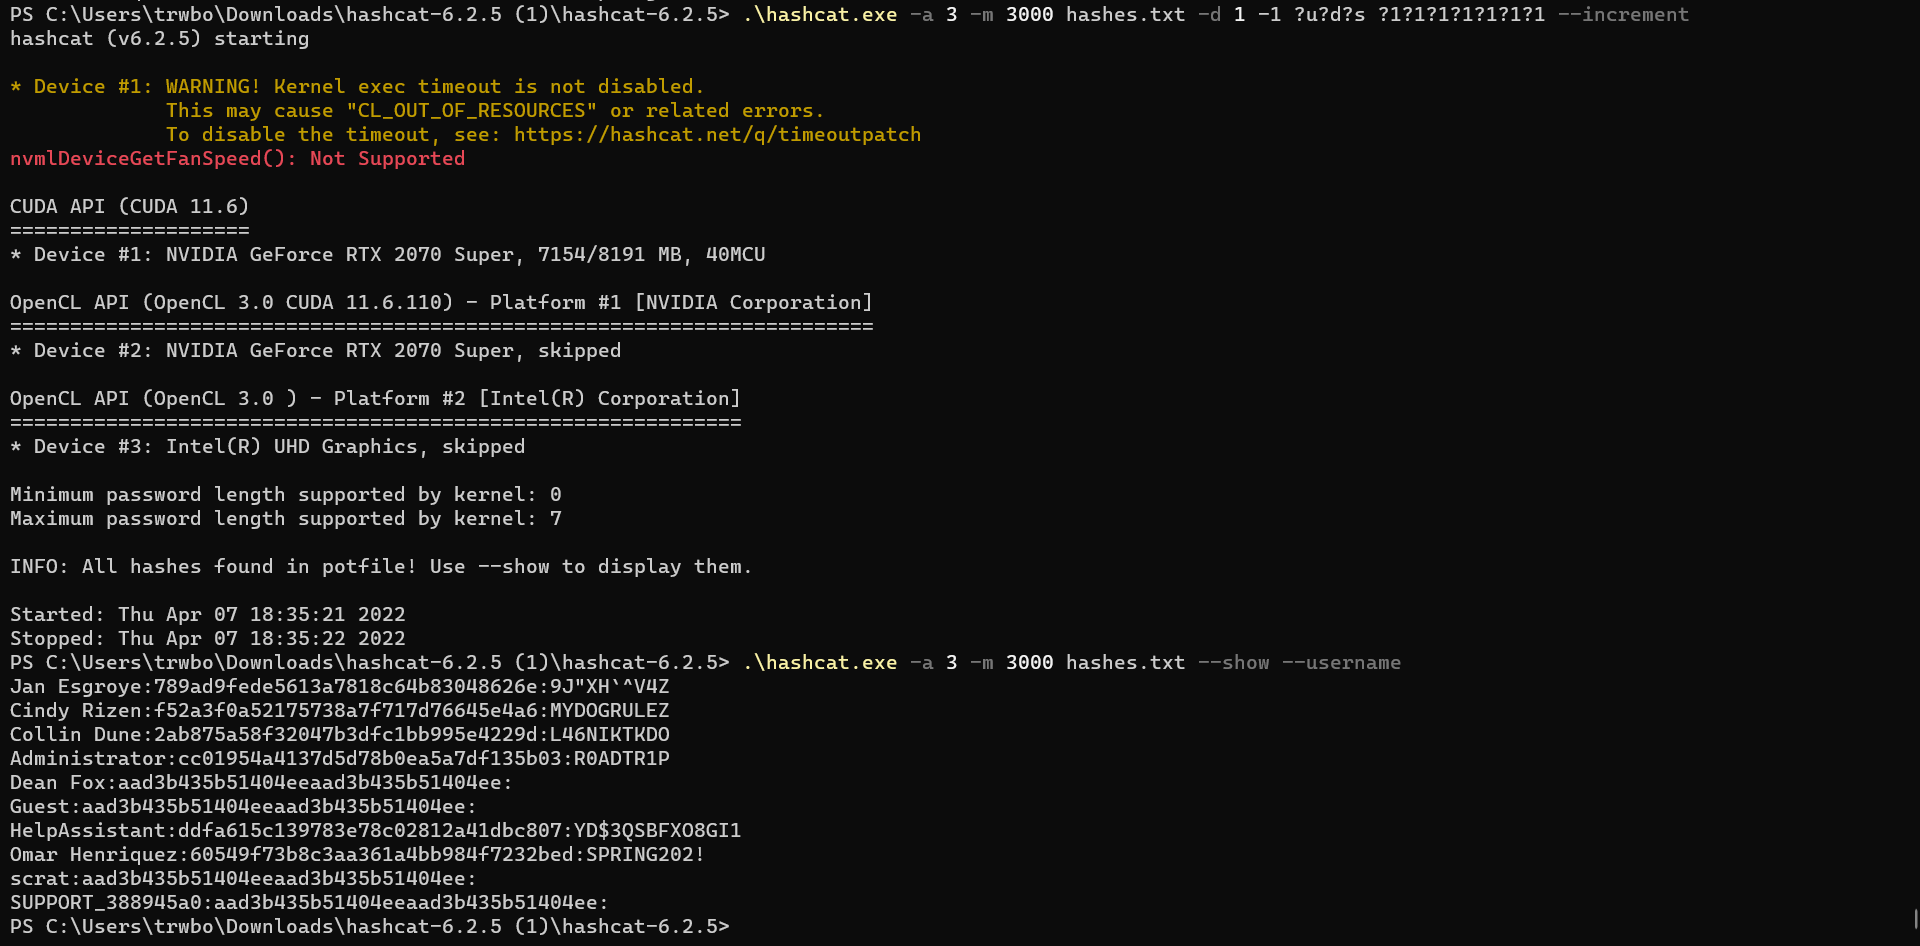 PS C:\Users\trwbo\Downloads\hashcat-6.2.5 (1)\hashcat-6.2.5> .\hashcat.exe -a 3 -m 3000 hashes.txt -d 1 -1 ?u?d?s ?1?1?1?1?1?1?1 --increment
hashcat (v6.2.5) starting

* Device #1: WARNING! Kernel exec timeout is not disabled.
             This may cause "CL_OUT_OF_RESOURCES" or related errors.
             To disable the timeout, see: https://hashcat.net/q/timeoutpatch
nvmlDeviceGetFanSpeed(): Not Supported

CUDA API (CUDA 11.6)
====================
* Device #1: NVIDIA GeForce RTX 2070 Super, 7154/8191 MB, 40MCU

OpenCL API (OpenCL 3.0 CUDA 11.6.110) - Platform #1 [NVIDIA Corporation]
========================================================================
* Device #2: NVIDIA GeForce RTX 2070 Super, skipped

OpenCL API (OpenCL 3.0 ) - Platform #2 [Intel(R) Corporation]
=============================================================
* Device #3: Intel(R) UHD Graphics, skipped

Minimum password length supported by kernel: 0
Maximum password length supported by kernel: 7

INFO: All hashes found in potfile! Use --show to display them.

Started: Thu Apr 07 18:35:21 2022
Stopped: Thu Apr 07 18:35:22 2022
PS C:\Users\trwbo\Downloads\hashcat-6.2.5 (1)\hashcat-6.2.5> .\hashcat.exe -a 3 -m 3000 hashes.txt --show --username
Jan Esgroye:789ad9fede5613a7818c64b83048626e:9J"XH`^V4Z
Cindy Rizen:f52a3f0a52175738a7f717d76645e4a6:MYDOGRULEZ
Collin Dune:2ab875a58f32047b3dfc1bb995e4229d:L46NIKTKDO
Administrator:cc01954a4137d5d78b0ea5a7df135b03:R0ADTR1P
Dean Fox:aad3b435b51404eeaad3b435b51404ee:
Guest:aad3b435b51404eeaad3b435b51404ee:
HelpAssistant:ddfa615c139783e78c02812a41dbc807:YD$3QSBFXO8GI1
Omar Henriquez:60549f73b8c3aa361a4bb984f7232bed:SPRING202!
scrat:aad3b435b51404eeaad3b435b51404ee:
SUPPORT_388945a0:aad3b435b51404eeaad3b435b51404ee:
PS C:\Users\trwbo\Downloads\hashcat-6.2.5 (1)\hashcat-6.2.5>